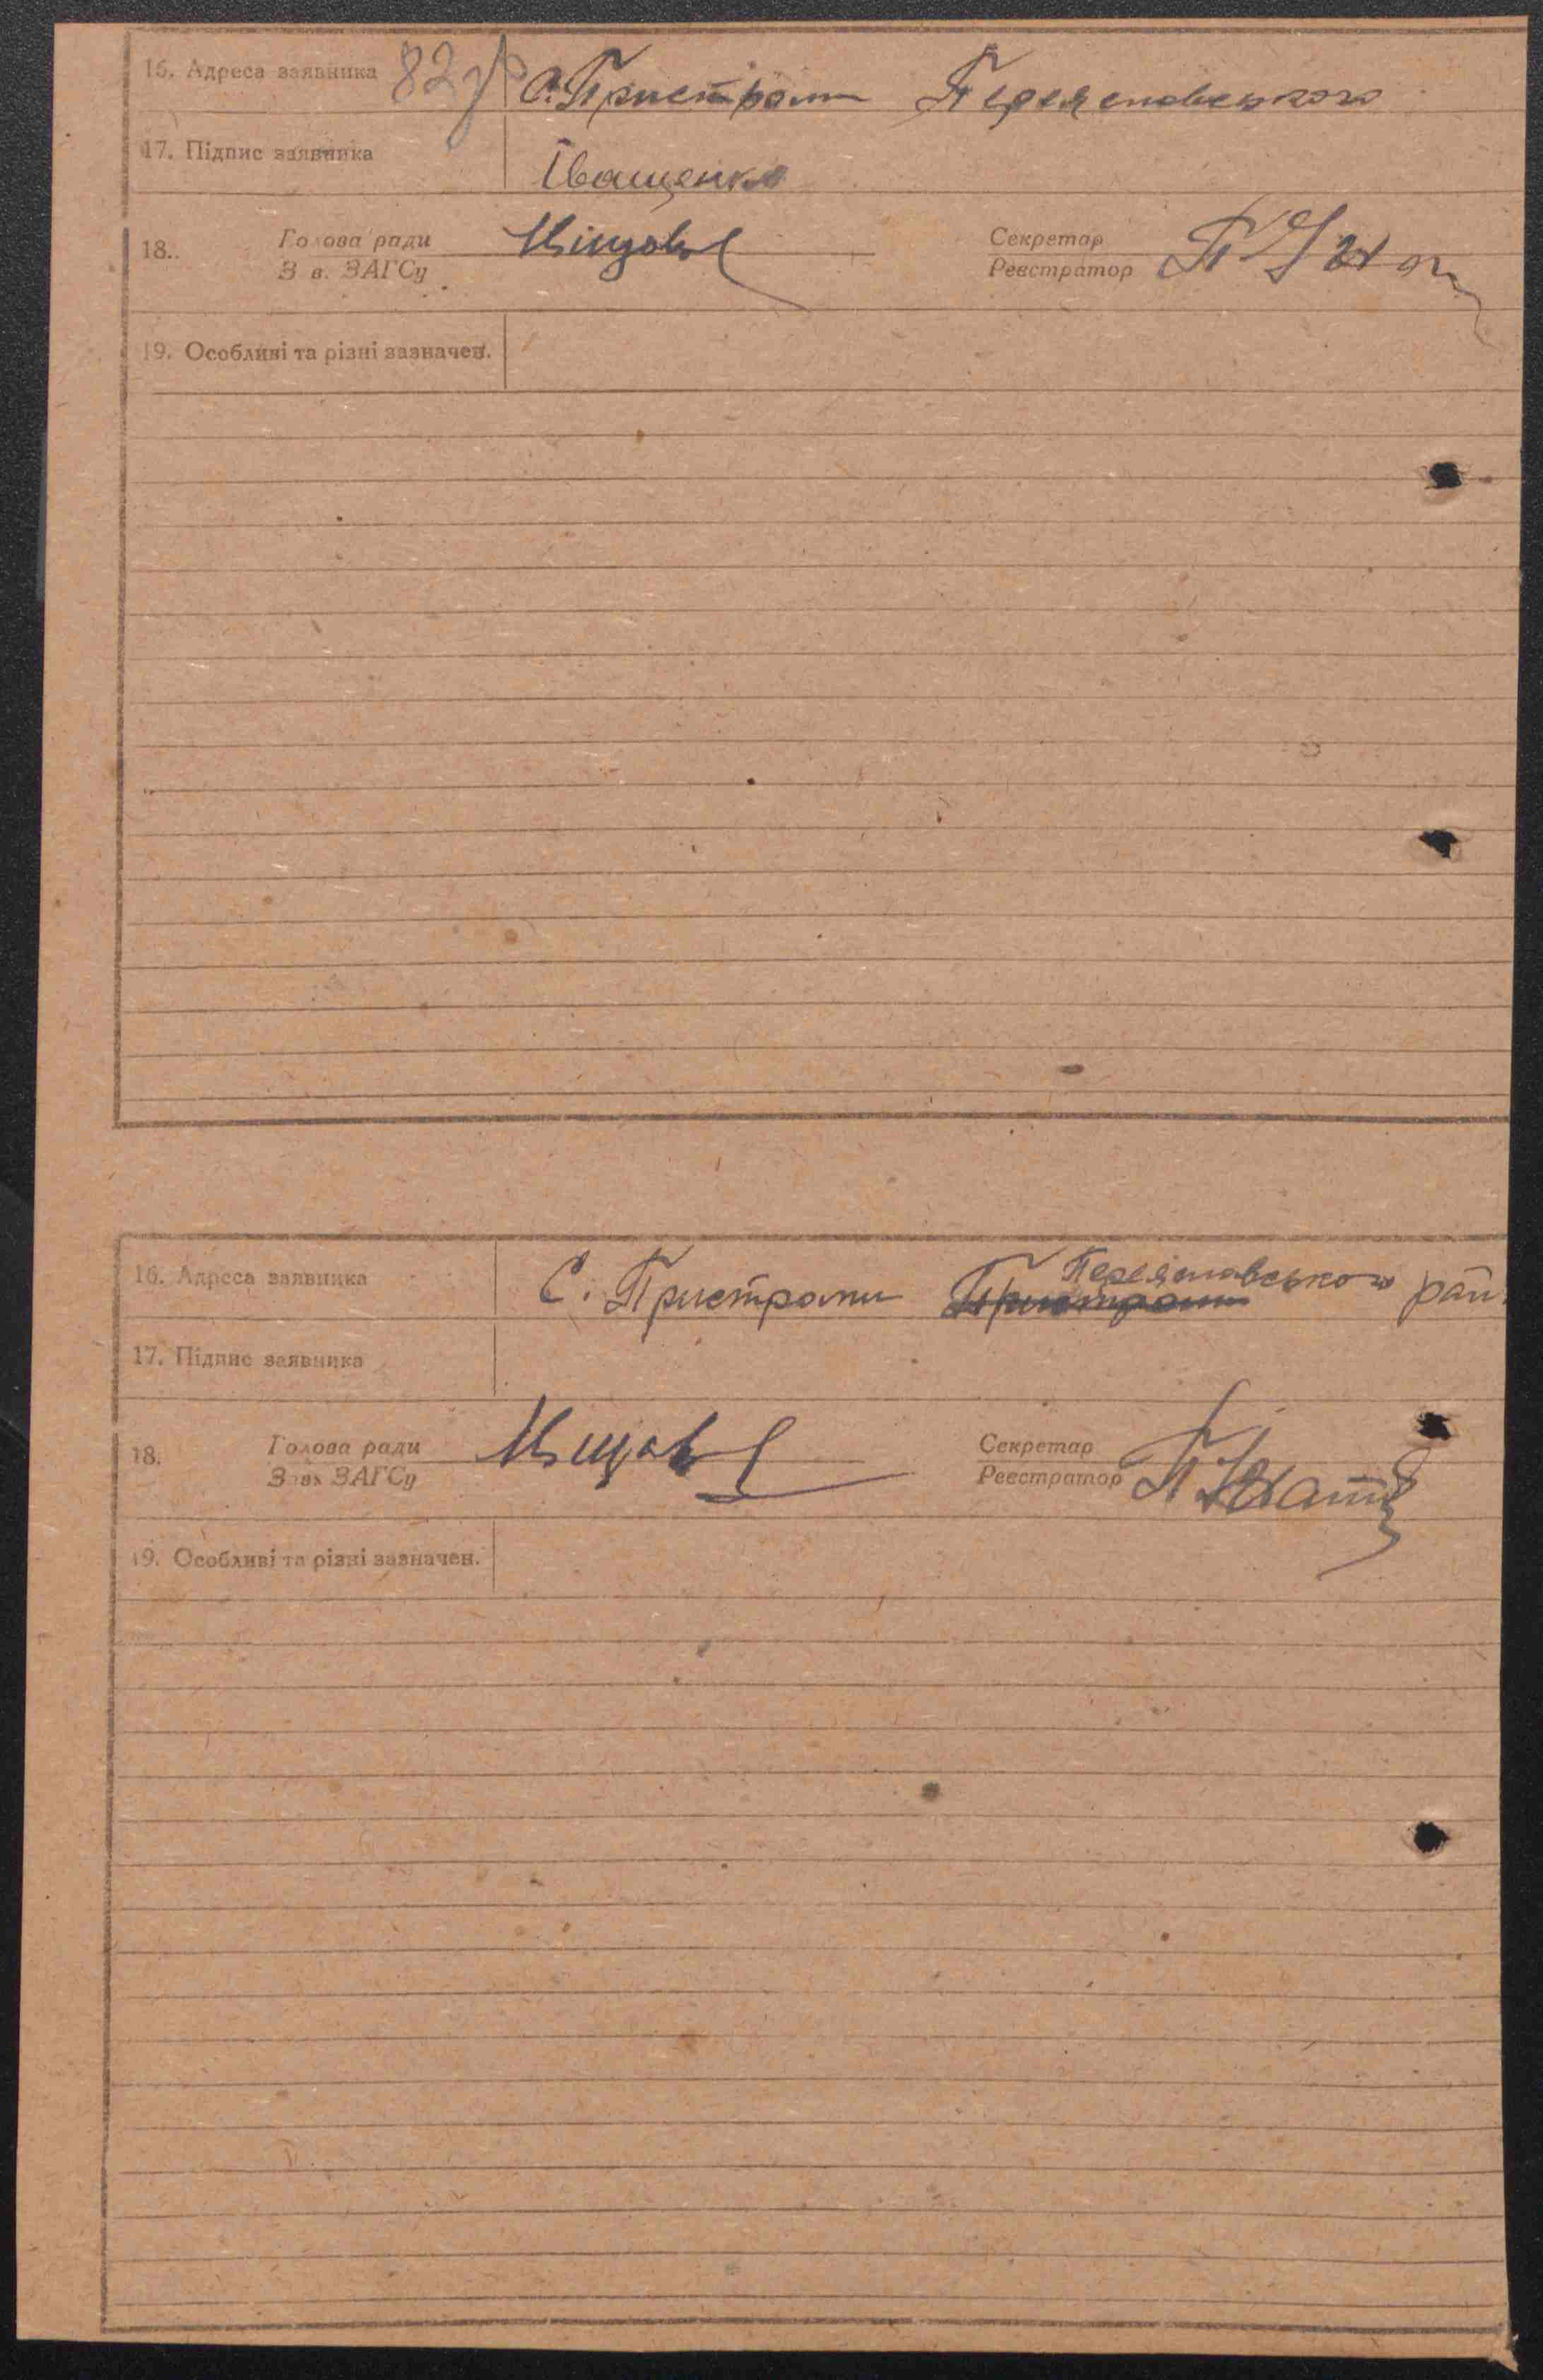 16. Адреса заявника 82 С. Пристроми Переяславського
17. Підпис заявника Іващенко
18. Голова ради Секретар
З в. ЗАГСу Реєстратор
19. Особливі та різні зазначен.
16. Адреса заявника С. Пристроми Пристроми Переяславського рай.
17. Підпис заявника
18. Голова ради Секретар
Зав ЗАГСу Реєстратор
19. Особливі та різні зазначен.